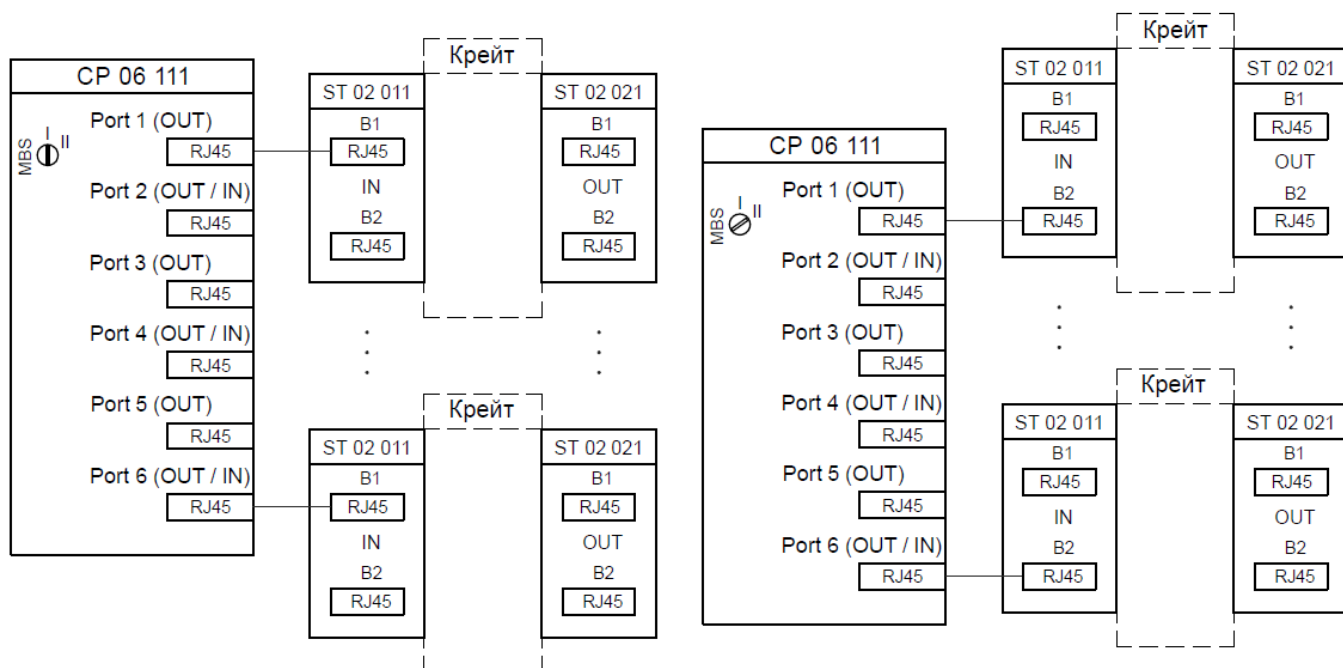 Крейт
CP 06 111
MBS
I
II
Port 1 (OUT)
RJ45
Port 2 (OUT / IN)
RJ45
Port 3 (OUT)
RJ45
Port 4 (OUT / IN)
RJ45
Port 5 (OUT)
RJ45
Port 6 (OUT / IN)
RJ45
ST 02 011
B1
RJ45
IN
B2
RJ45
ST 02 021
B1
RJ45
OUT
B2
RJ45
Крейт
ST 02 011
B1
RJ45
IN
B2
RJ45
ST 02 021
B1
RJ45
OUT
B2
RJ45
Крейт
CP 06 111
MBS
I
II
Port 1 (OUT)
RJ45
Port 2 (OUT / IN)
RJ45
Port 3 (OUT)
RJ45
Port 4 (OUT / IN)
RJ45
Port 5 (OUT)
RJ45
Port 6 (OUT / IN)
RJ45
ST 02 011
B1
RJ45
IN
B2
RJ45
ST 02 021
B1
RJ45
OUT
B2
RJ45
Крейт
ST 02 011
B1
RJ45
IN
B2
RJ45
ST 02 021
B1
RJ45
OUT
B2
RJ45